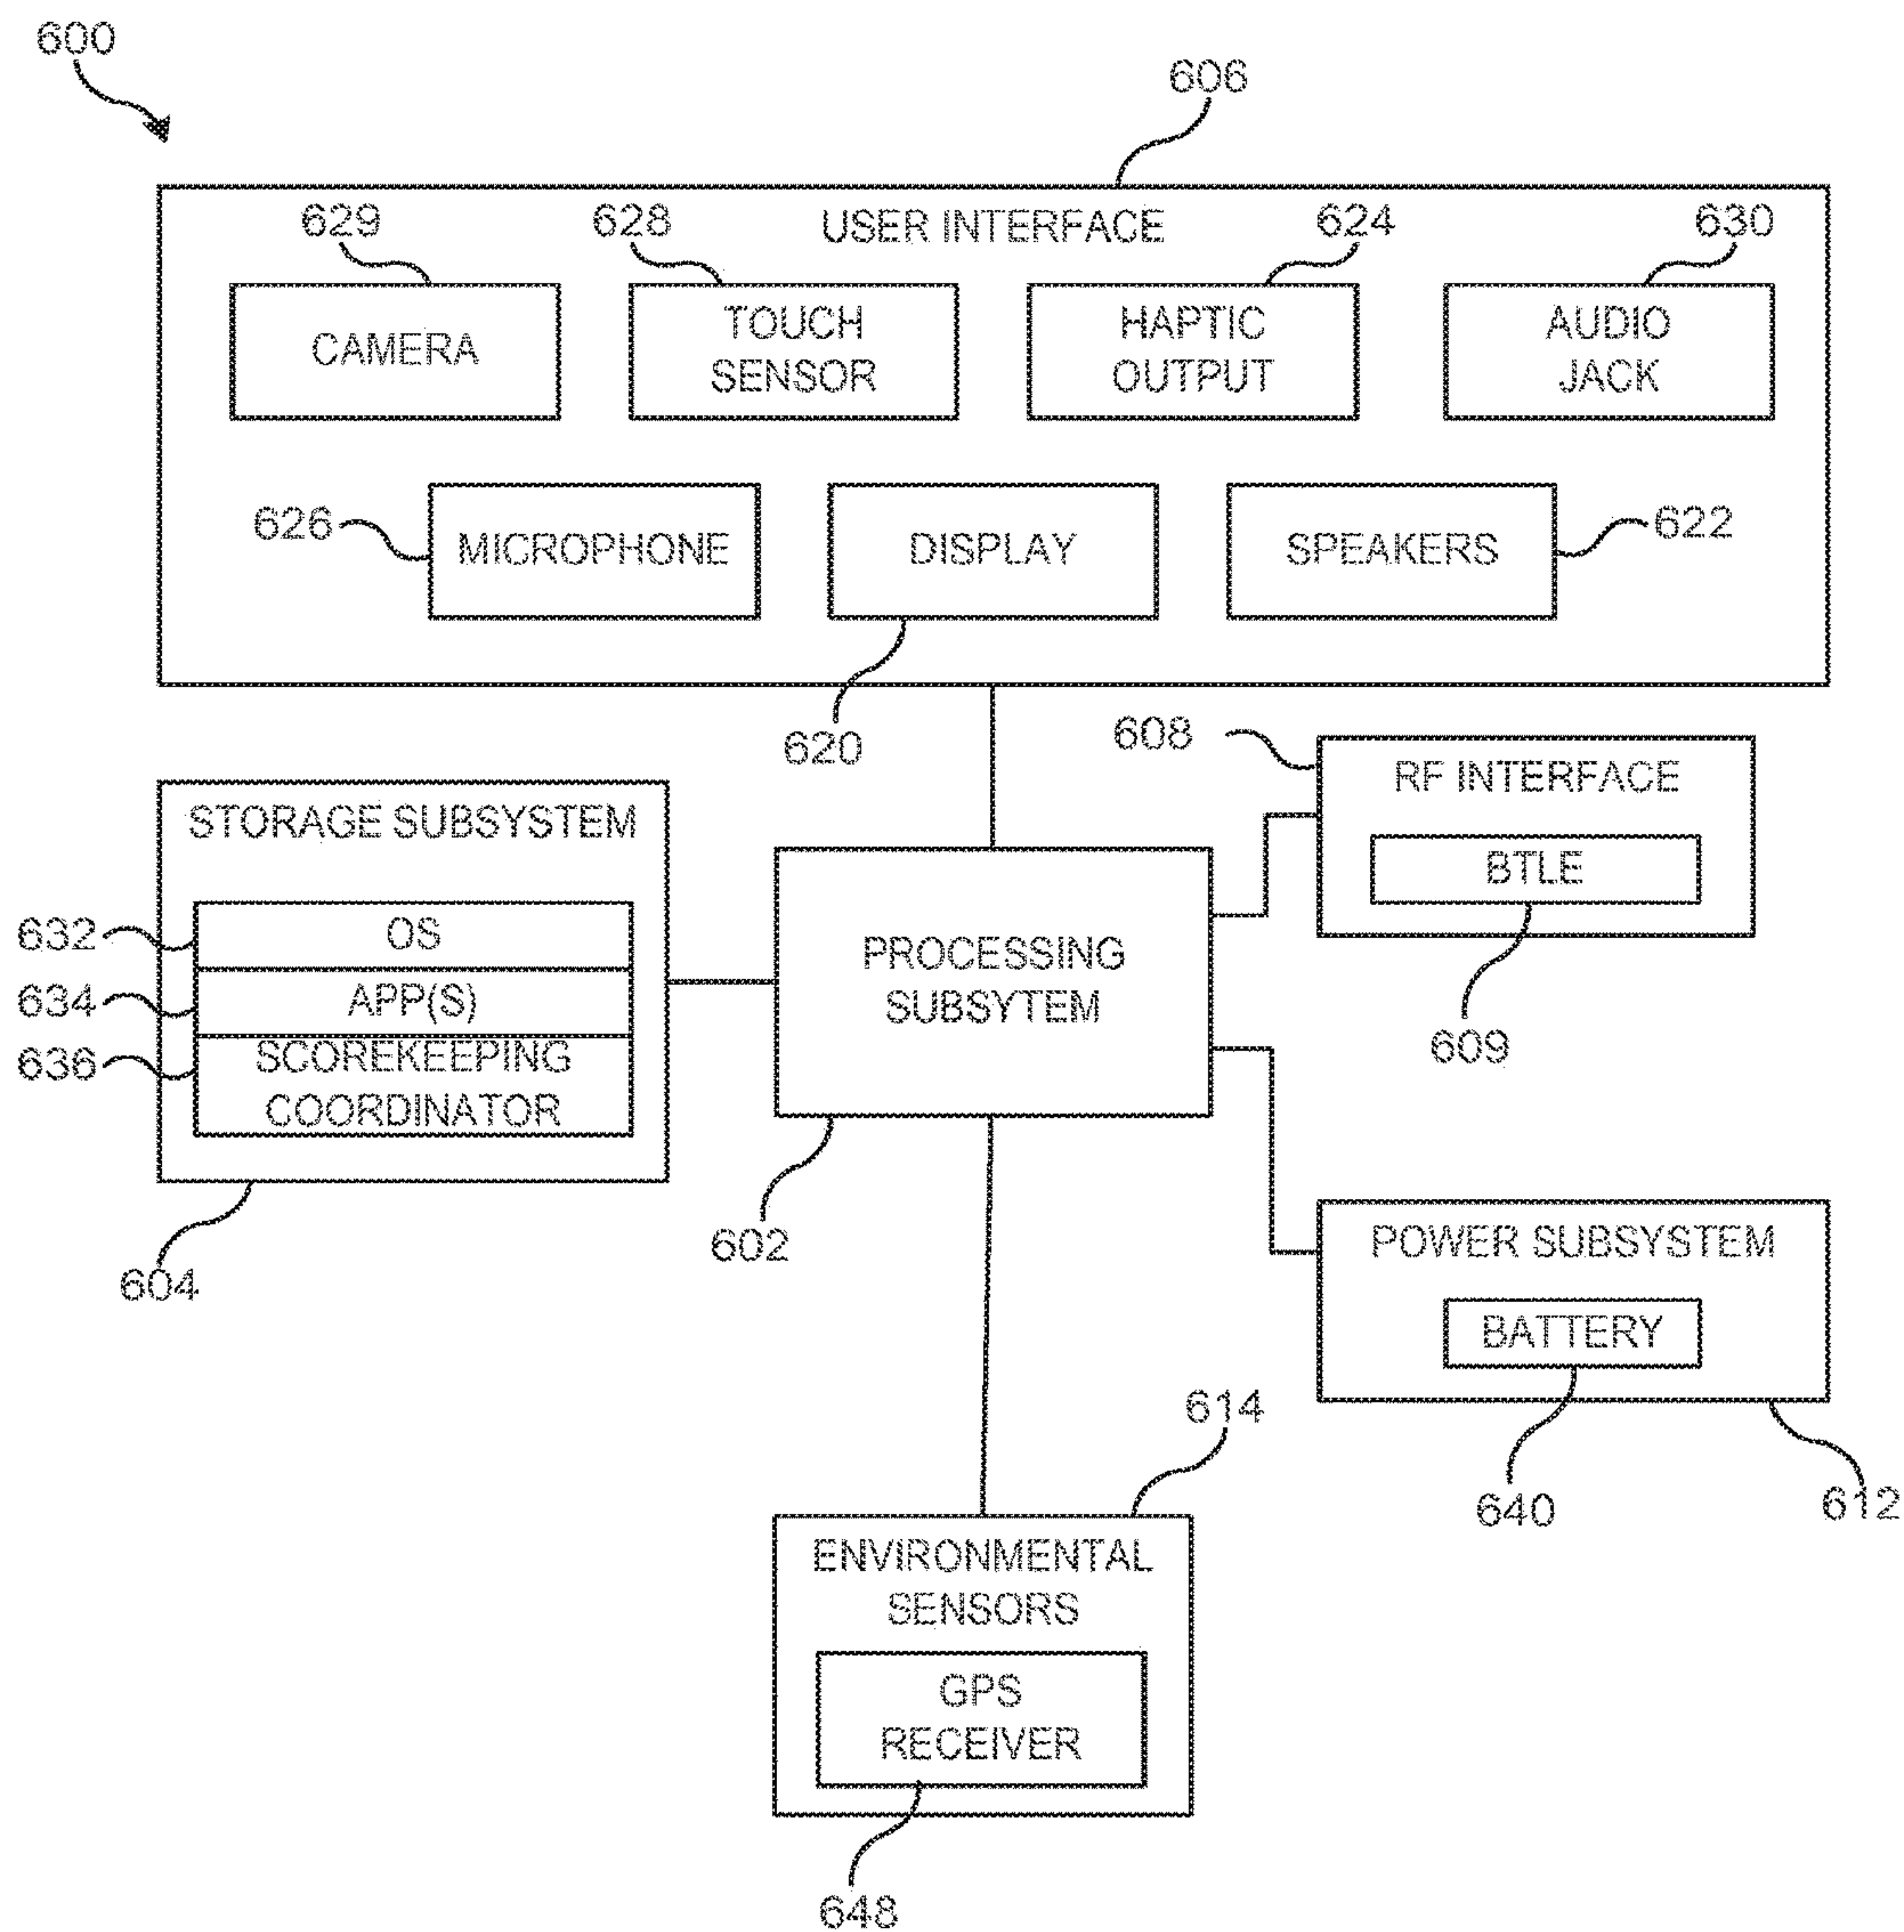 600
606
629
628
USER INTERFACE
624
630
CAMERA
TOUCH
SENSOR
HAPTIC
OUTPUT
AUDIO
JACK
626
MICROPHONE
DISPLAY
SPEAKERS
622
620
608
RF INTERFACE
BTLE
609
STORAGE SUBSYSTEM
632
OS
634
APP(S)
636
SCOREKEEPING
COORDINATOR
604
PROCESSING
SUBSYTEM
602
POWER SUBSYSTEM
BATTERY
640
612
614
ENVIRONMENTAL
SENSORS
GPS
RECEIVER
648